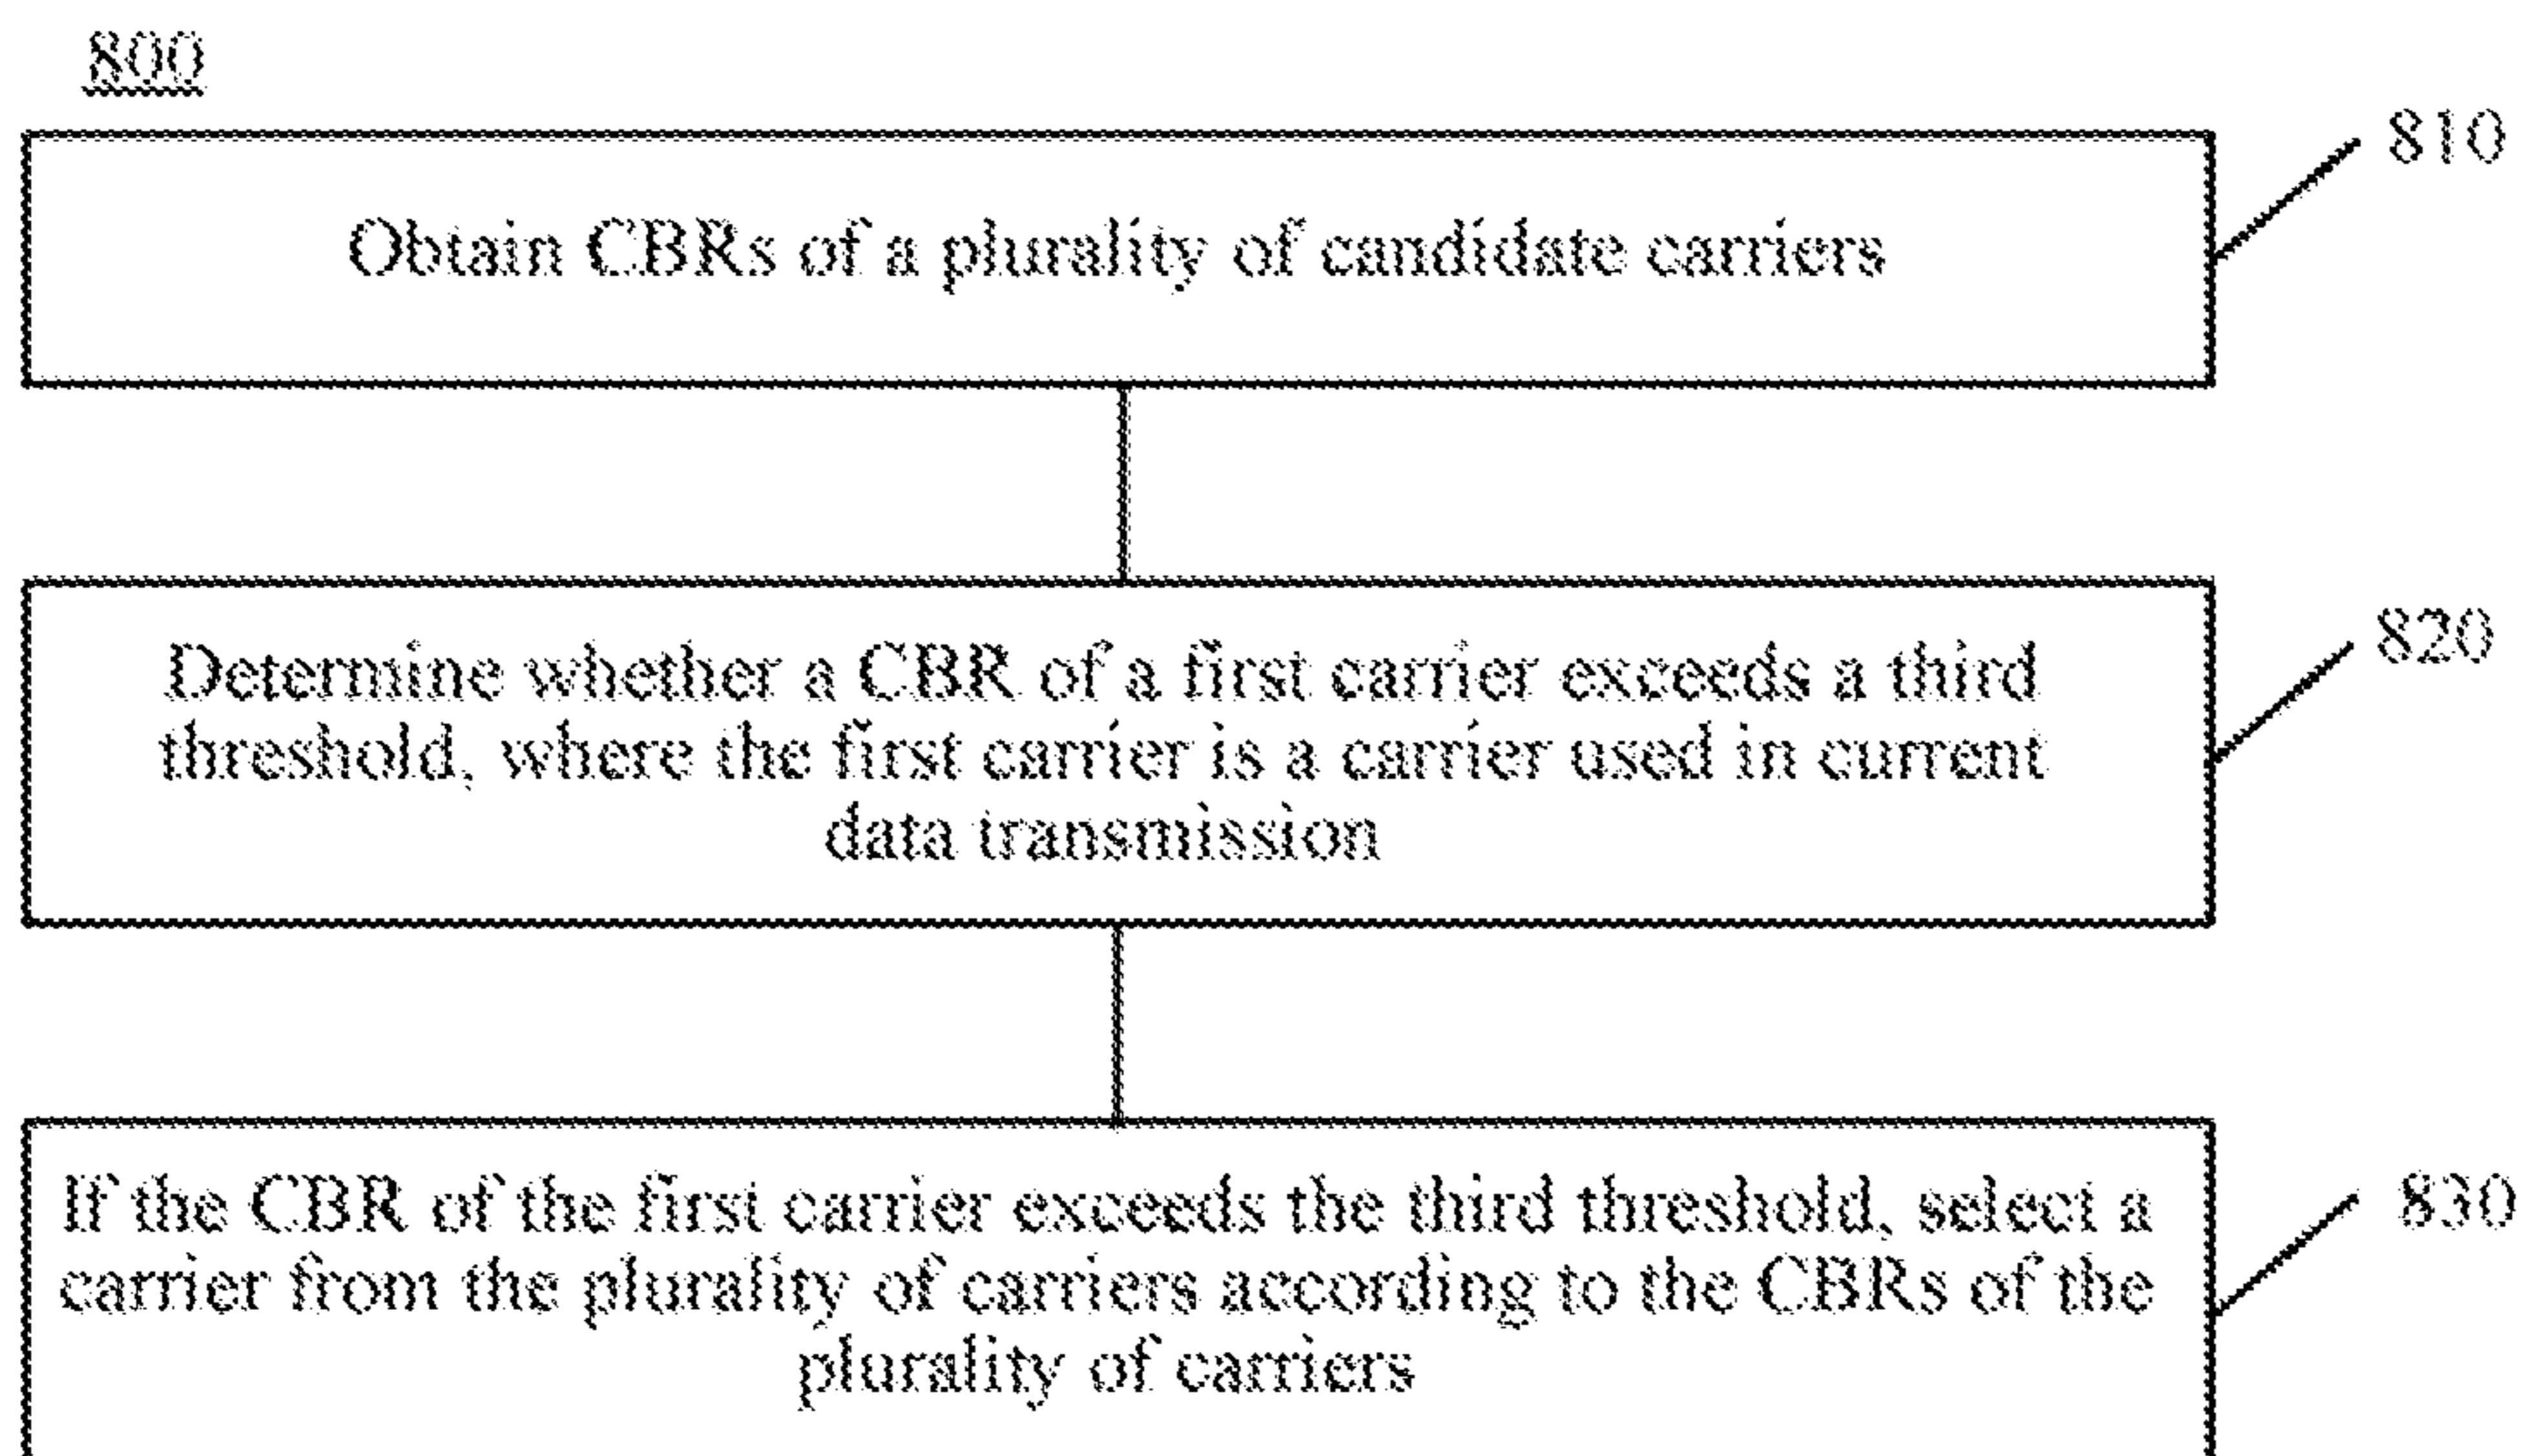 800
810
Obtain CBRs of a plurality of candidate carriers
820
Determine whether a CBR of a first carrier exceeds a third
threshold, where the first carrier is a carrier used in current
data transmission
830
If the CBR of the first carrier exceeds the third threshold, select a
carrier from the plurality of carriers according to the CBRs of the
plurality of carriers